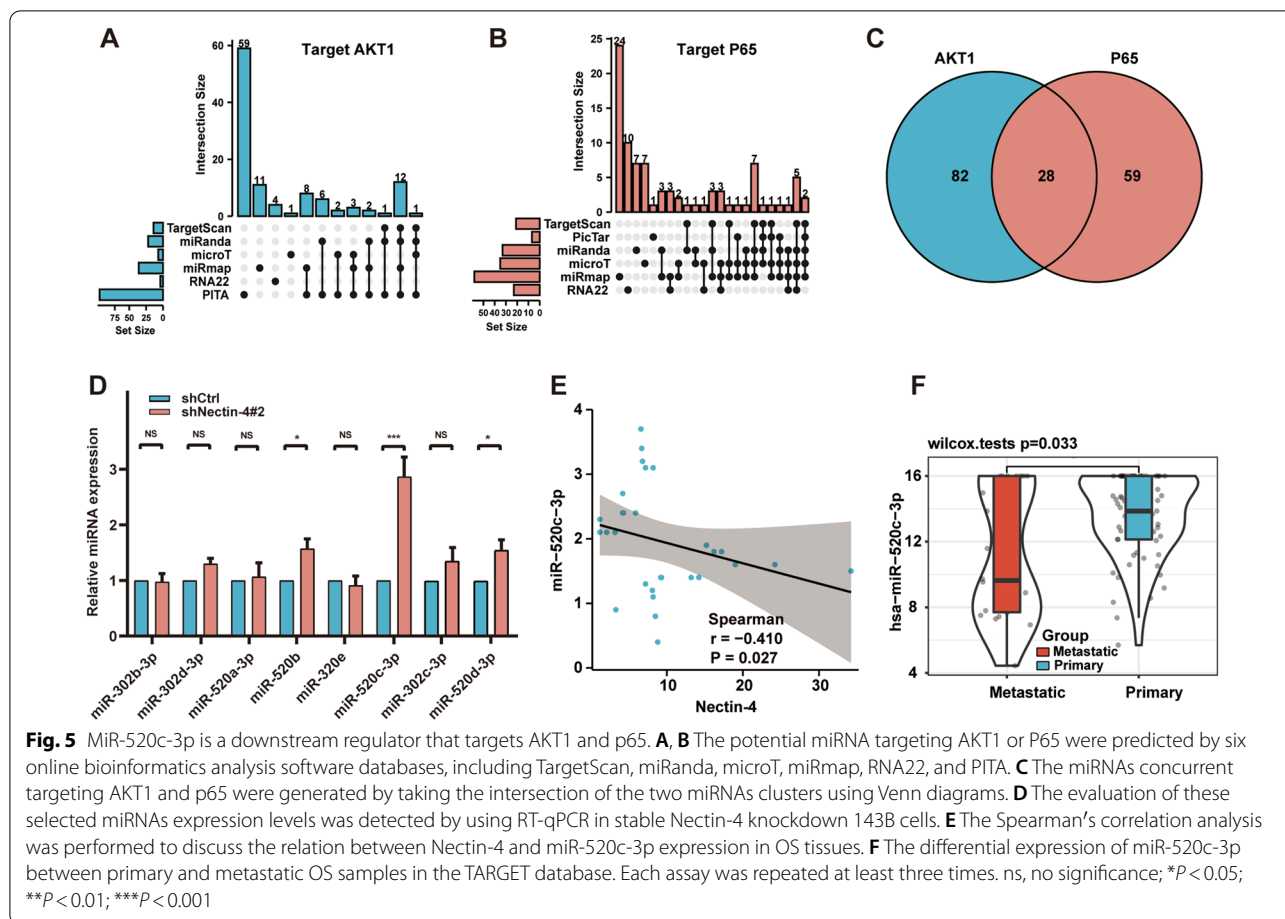 A
Target AKT1
Intersection Size
60
40
20
0
59
11
4
1
8
6
2
3
2
1
12
1
TargetScan
miRanda
microT
miRmap
RNA22
PITA
75
50
25
0
Set Size
B
Target P65
Intersection Size
25
20
15
10
5
0
24
10
7
7
1
3
3
2
1
1
1
3
3
1
1
1
7
1
1
1
1
5
2
TargetScan
PicTar
miRanda
microT
miRmap
RNA22
50
40
30
20
10
0
Set Size
C
AKT1
P65
82
28
59
D
shCtrl
shNectin-4#2
Relative miRNA expression
3
2
1
0
NS
NS
NS
*
NS
***
NS
*
miR-302b-3p
miR-302d-3p
miR-520a-3p
miR-520b
miR-320e
miR-520c-3p
miR-302c-3p
miR-520d-3p
E
miR−520c−3p
4
3
2
1
0
Spearman
r = −0.410
P = 0.027
10
20
30
Nectin-4
F
wilcox.tests p=0.033
hsa−miR−520c−3p
16
12
8
4
Group
Metastatic
Primary
Metastatic
Primary
Fig. 5 MiR-520c-3p is a downstream regulator that targets AKT1 and p65. A, B The potential miRNA targeting AKT1 or P65 were predicted by six
online bioinformatics analysis software databases, including TargetScan, miRanda, microT, miRmap, RNA22, and PITA. C The miRNAs concurrent
targeting AKT1 and p65 were generated by taking the intersection of the two miRNAs clusters using Venn diagrams. D The evaluation of these
selected miRNAs expression levels was detected by using RT-qPCR in stable Nectin-4 knockdown 143B cells. E The Spearman′s correlation analysis
was performed to discuss the relation between Nectin-4 and miR-520c-3p expression in OS tissues. F The differential expression of miR-520c-3p
between primary and metastatic OS samples in the TARGET database. Each assay was repeated at least three times. ns, no significance; *P < 0.05;
**P < 0.01; ***P < 0.001